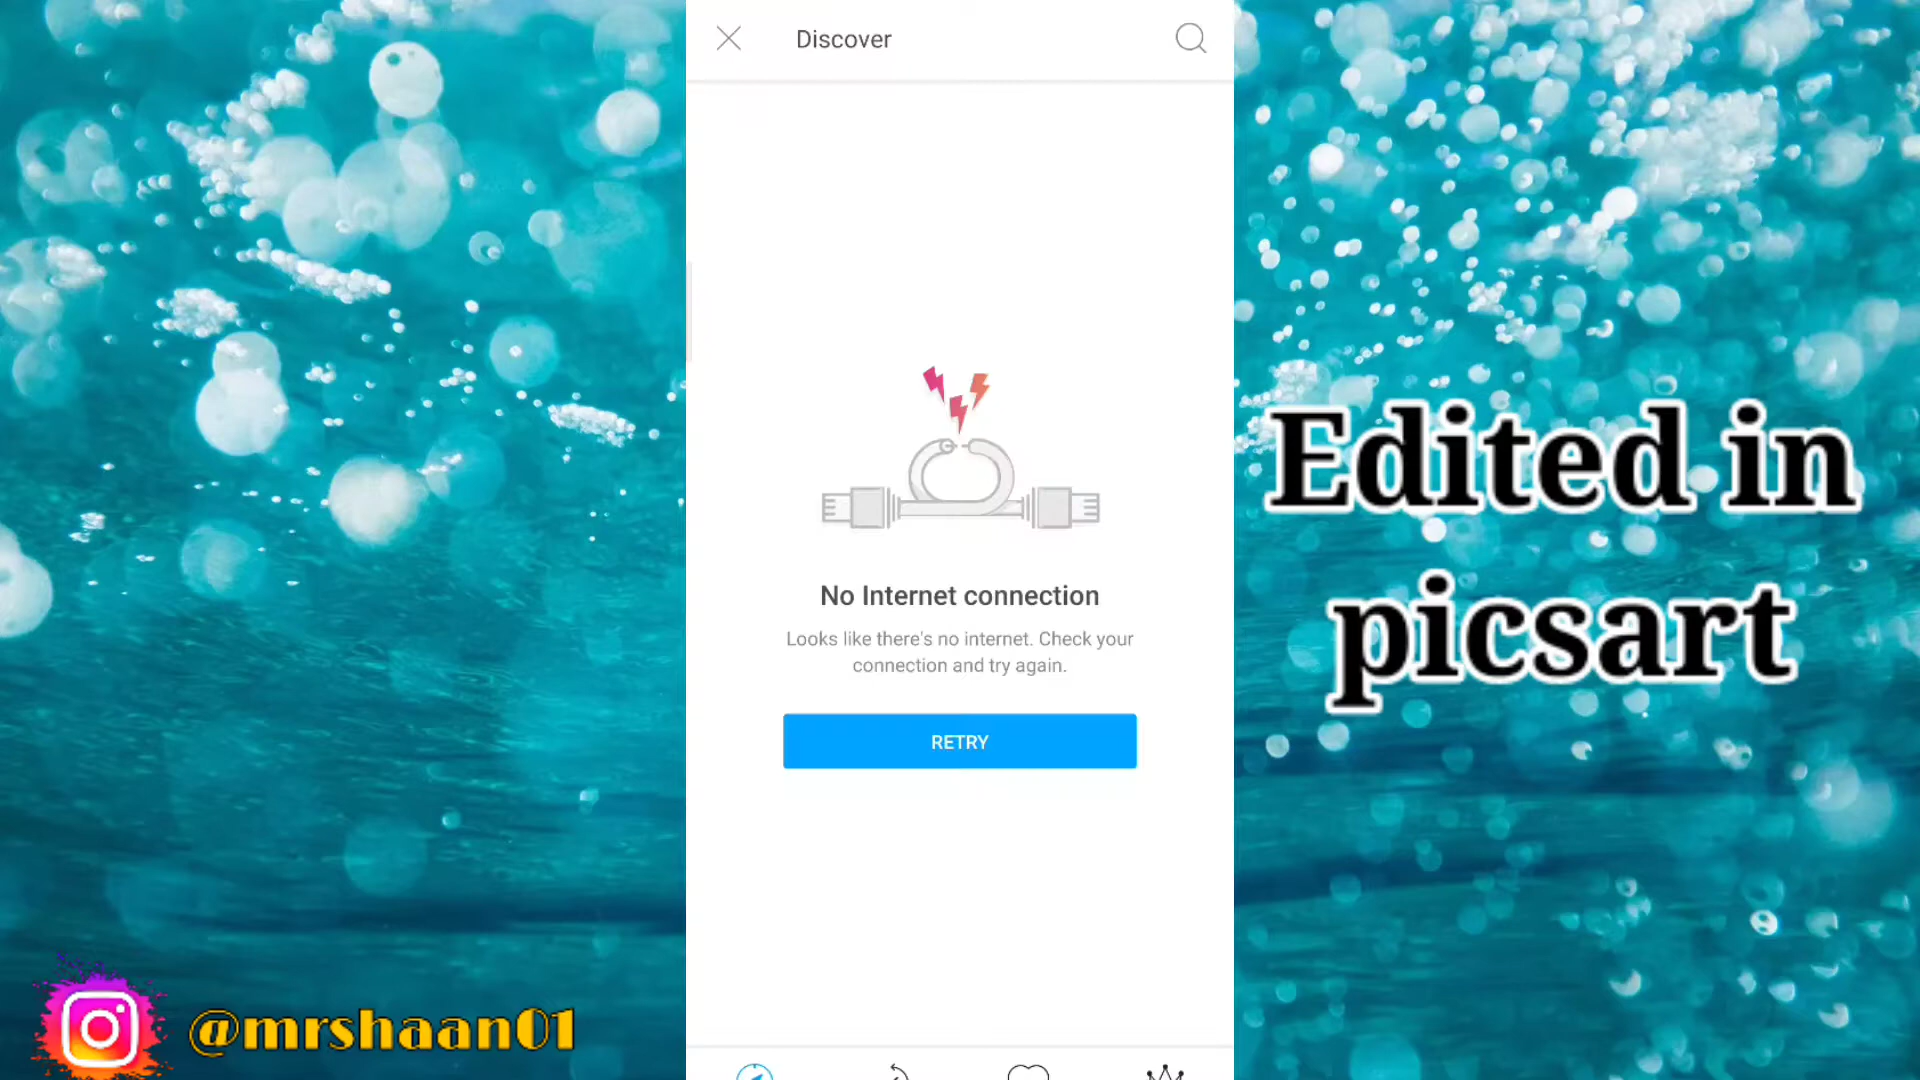 Discover
No Internet connection
Looks like there's no internet. Check your
connection and try again.
RETRY
Edited in
picsart
@mrshaan01